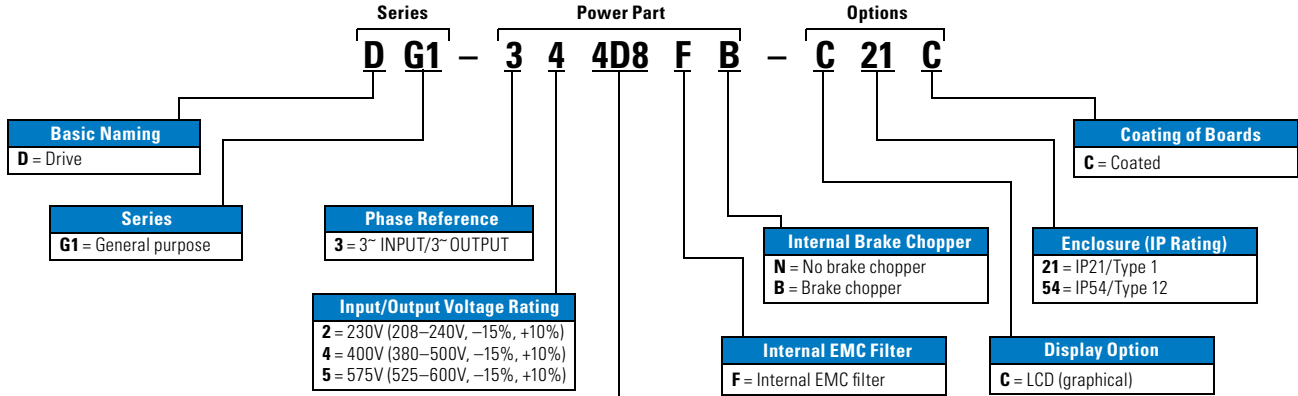 Series Power Part Options
D G1 – 3 4 4D8 F B – C 21 C
Basic Naming
D = Drive
Series
G1 = General purpose
Phase Reference
3 = 3~ INPUT/3~ OUTPUT
Input/Output Voltage Rating
2 = 230V (208–240V, –15%, +10%)
4 = 400V (380–500V, –15%, +10%)
5 = 575V (525–600V, –15%, +10%)
Internal EMC Filter
F = Internal EMC filter
Internal Brake Chopper
N = No brake chopper
B = Brake chopper
Display Option
C = LCD (graphical)
Enclosure (IP Rating)
21 = IP21/Type 1
54 = IP54/Type 12
Coating of Boards
C = Coated